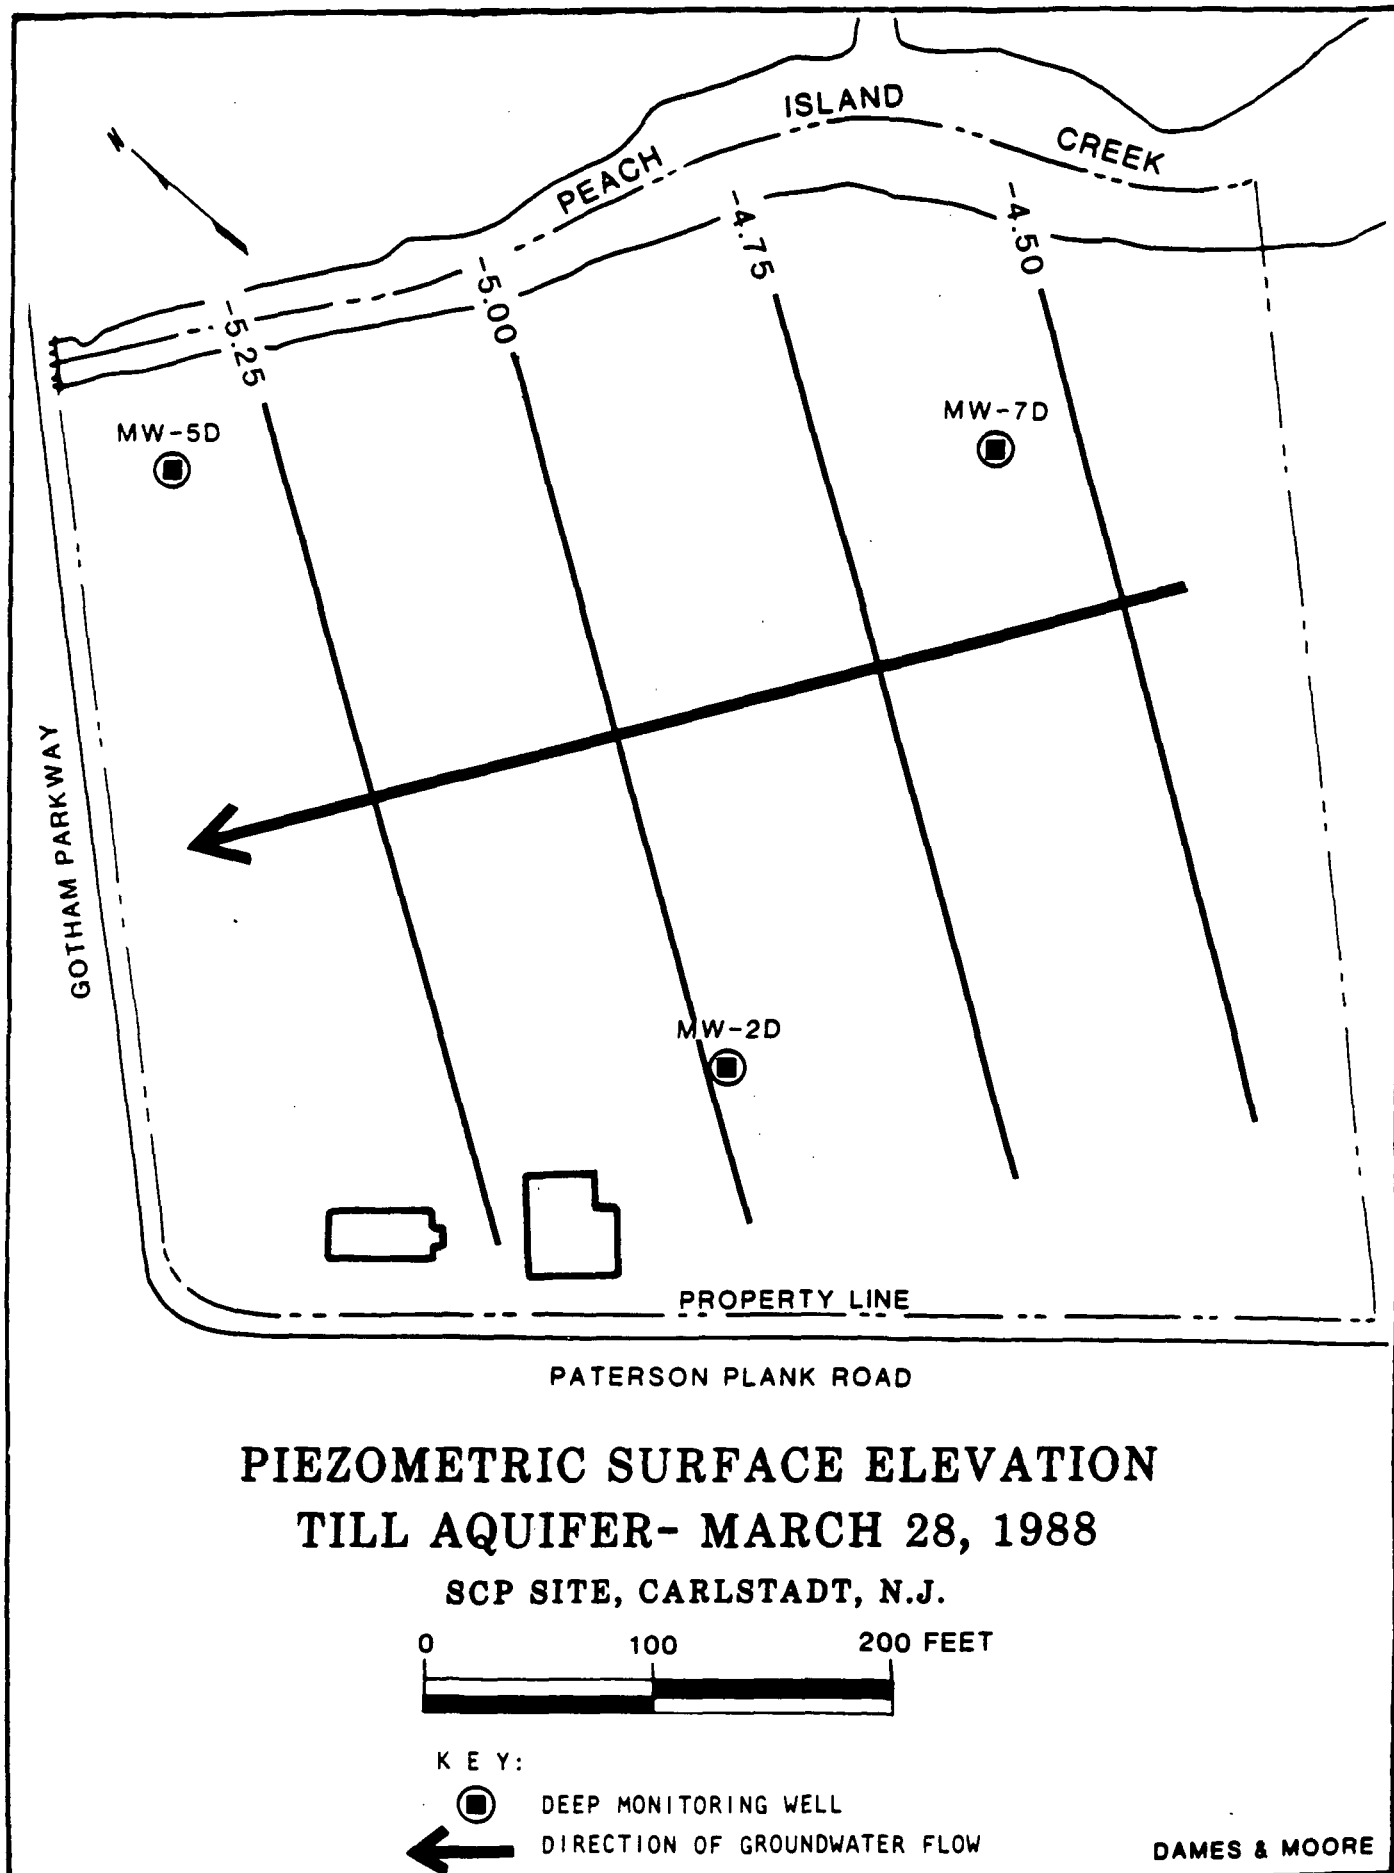 ISLAND
CREEK
PEACH
N
-4.50
-4.75
-5.00
-5.25
MW-5D
MW-7D
GOTHAM PARKWAY
MW-2D
PROPERTY LINE
PATERSON PLANK ROAD
PIEZOMETRIC SURFACE ELEVATION
TILL AQUIFER- MARCH 28, 1988
SCP SITE, CARLSTADT, N.J.
0 100 200 FEET
K E Y:
DEEP MONITORING WELL
DIRECTION OF GROUNDWATER FLOW
DAMES & MOORE